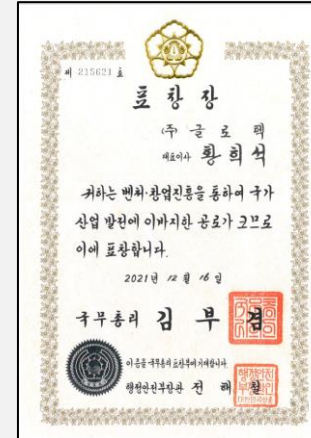 제 215621 호
표 창 장
(주) 글로텍
대표이사 황희석
귀하는 벤처·창업진흥을 통하여 국가
산업 발전에 이바지한 공로가 크므로
이에 표창합니다.
2021년 12월 16일
국무총리 김 부 겸
이 증을 국무총리 표창부에 기재합니다.
행정안전부장관 전 해 철